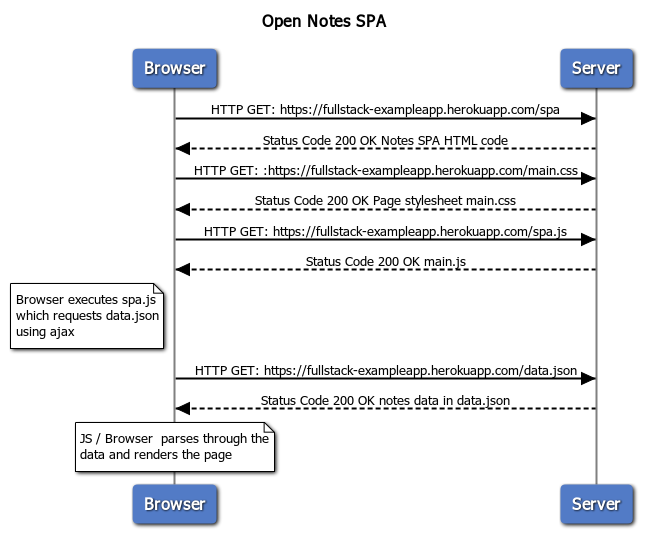 Open Notes SPA
Browser
Server
HTTP GET: https://fullstack-exampleapp.herokuapp.com/spa
Status Code 200 OK Notes SPA HTML code
HTTP GET: :https://fullstack-exampleapp.herokuapp.com/main.css
Status Code 200 OK Page stylesheet main.css
HTTP GET: https://fullstack-exampleapp.herokuapp.com/spa.js
Status Code 200 OK main.js
Browser executes spa.js
which requests data.json
using ajax
HTTP GET: https://fullstack-exampleapp.herokuapp.com/data.json
Status Code 200 OK notes data in data.json
JS / Browser  parses through the
data and renders the page
Browser
Server